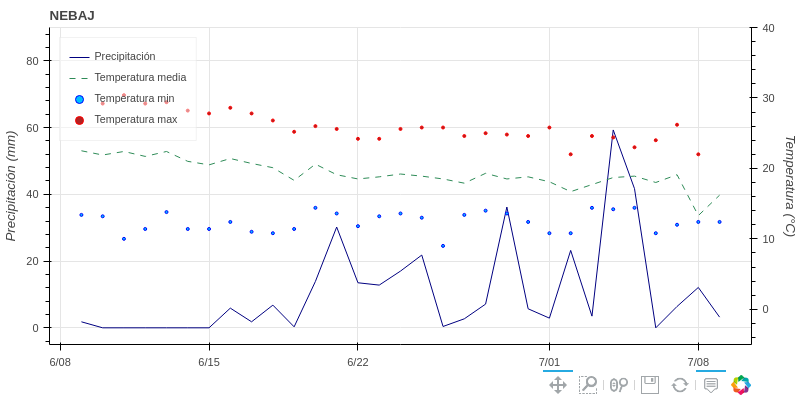 NEBAJ
Precipitación
Temperatura media
Temperatura min
Temperatura max
80
60
40
20
0
Precipitación (mm)
40
30
20
10
0
Temperatura (°C)
6/08
6/15
6/22
7/01
7/08